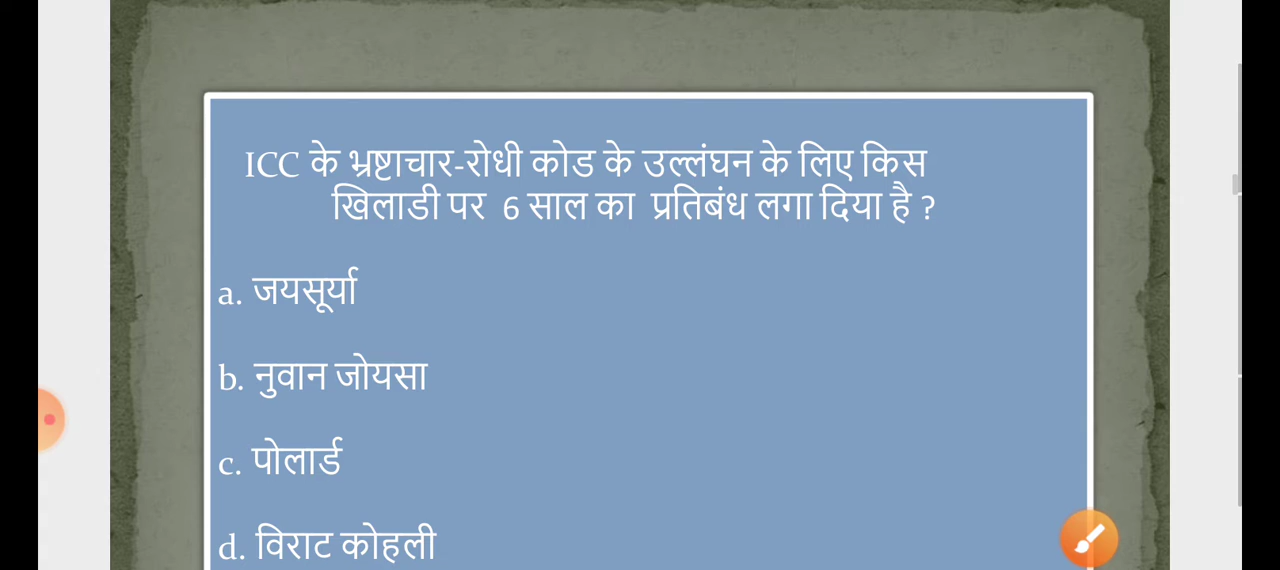 ICC के भ्रष्टाचार-रोधी कोड के उल्लंघन के लिए किस
खिलाडी पर 6 साल का प्रतिबंध लगा दिया है ?
a. जयसूर्या
b. नुवान जोयसा
c. पोलार्ड
d. विराट कोहली